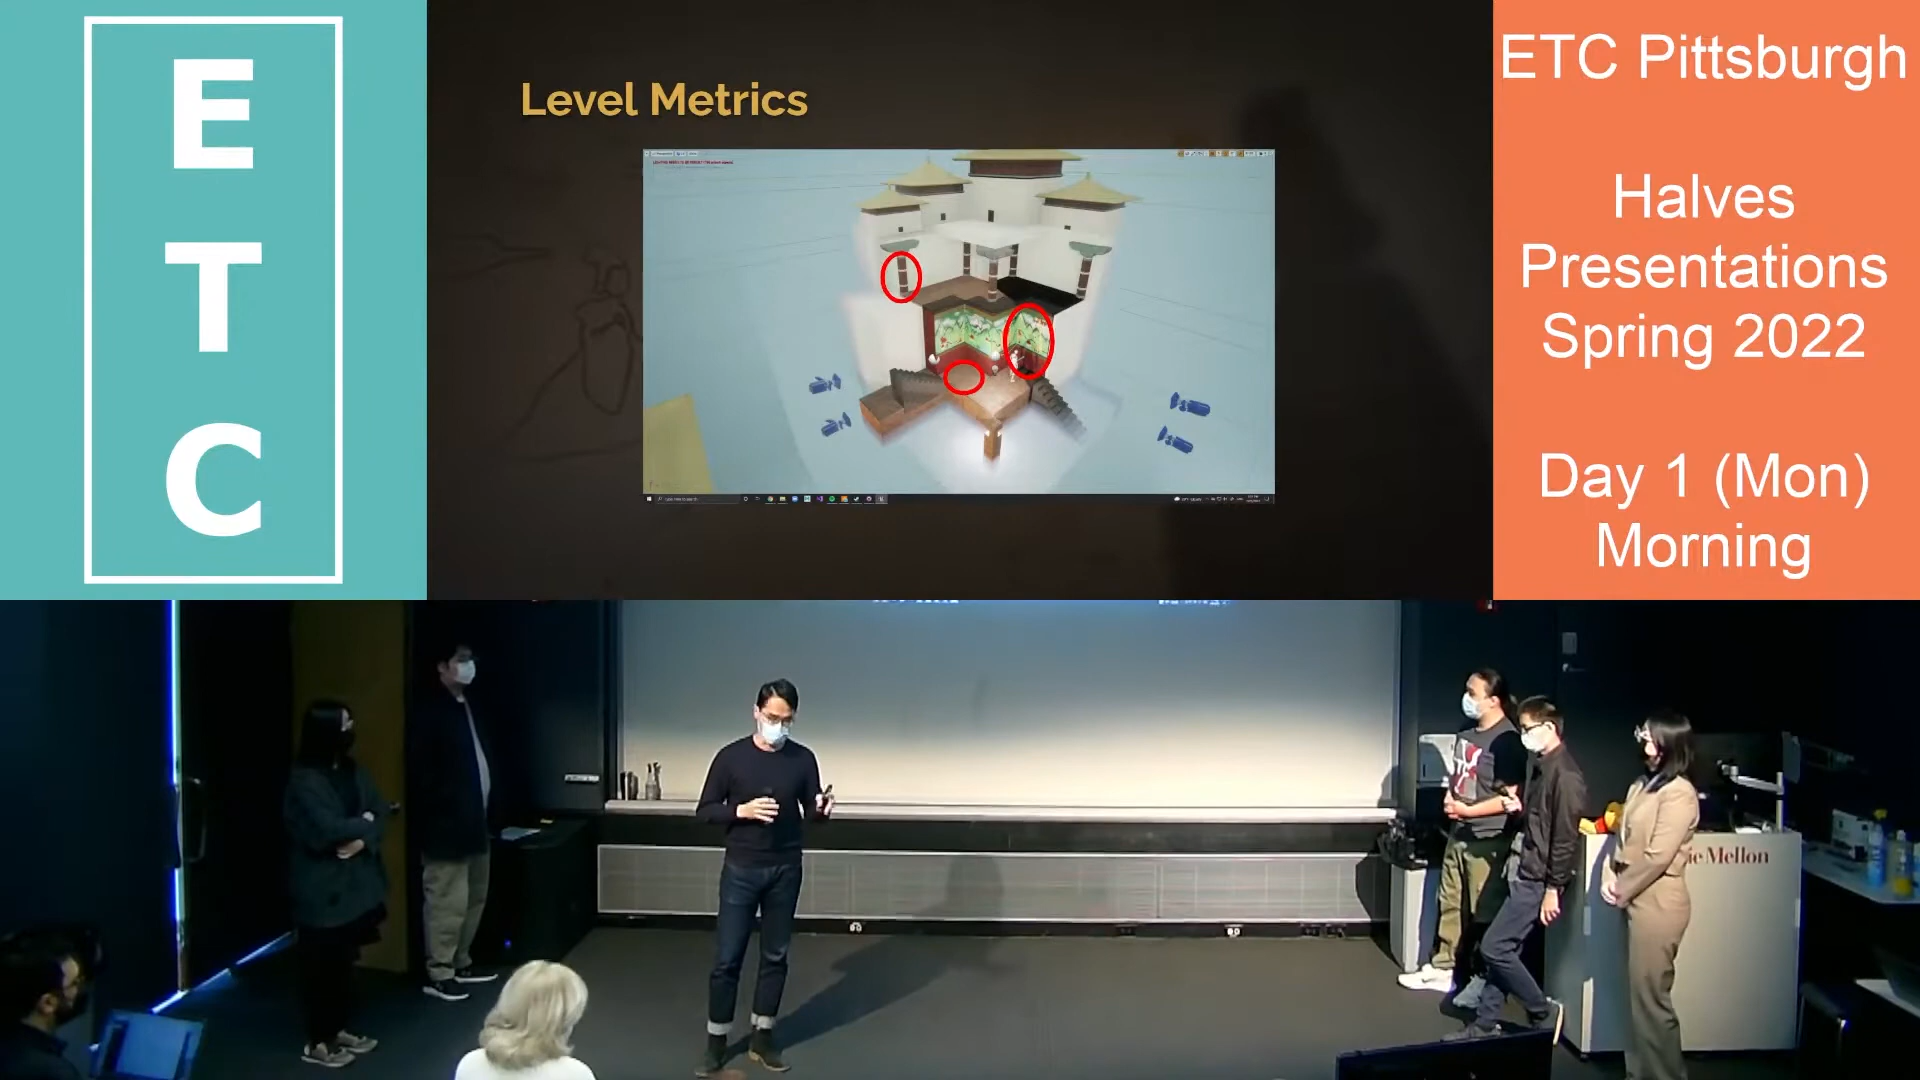 E
T
C
Level Metrics
ETC Pittsburgh
Halves
Presentations
Spring 2022
Day 1 (Mon)
Morning
ie Mellon